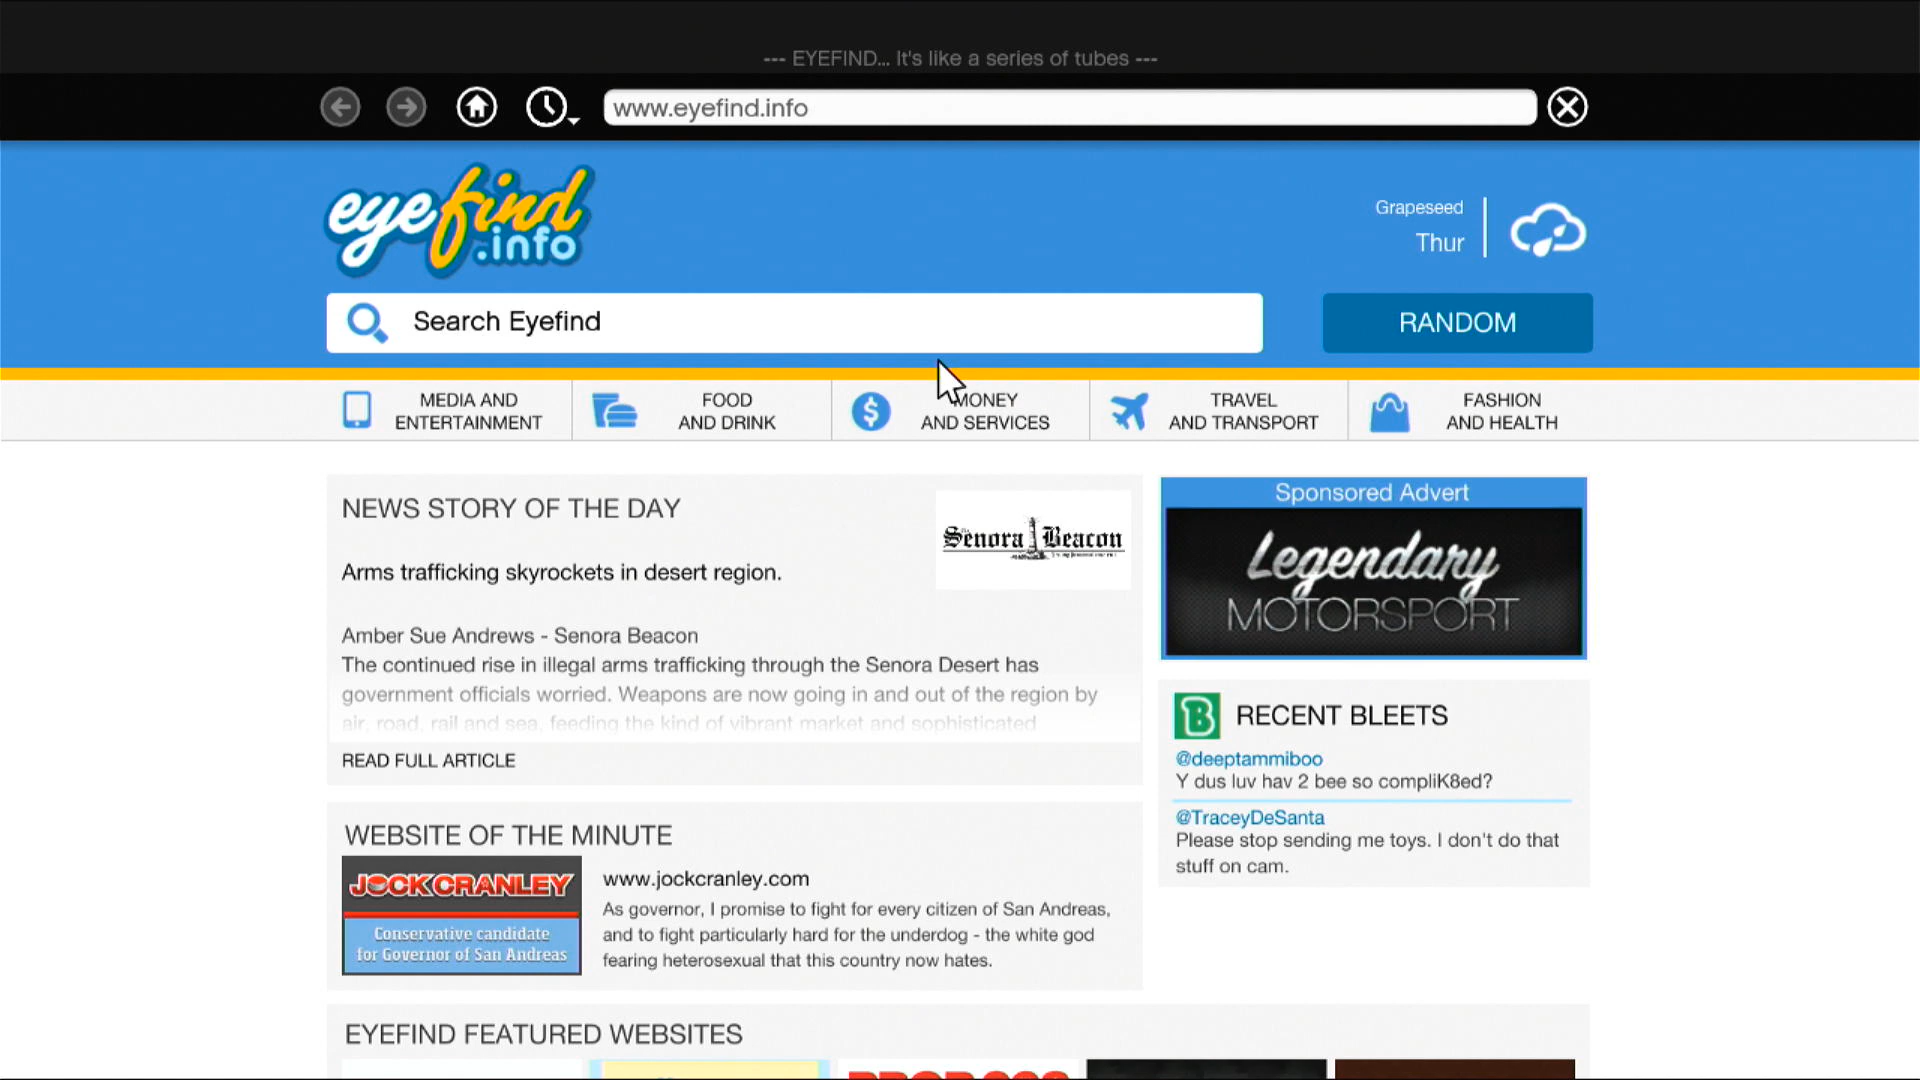 --- EYEFIND... It's like a series of tubes ---
www.eyefind.info
eyefind
.info
Grapeseed
Thur
Search Eyefind
RANDOM
MEDIA AND
ENTERTAINMENT
FOOD
AND DRINK
MONEY
AND SERVICES
TRAVEL
AND TRANSPORT
FASHION
AND HEALTH
NEWS STORY OF THE DAY
Senora Beacon
Arms trafficking skyrockets in desert region.
Amber Sue Andrews - Senora Beacon
The continued rise in illegal arms trafficking through the Senora Desert has
government officials worried. Weapons are now going in and out of the region by
air, road, rail and sea, feeding the kind of vibrant market and sophisticated
READ FULL ARTICLE
Sponsored Advert
Legendary
MOTORSPORT
B
RECENT BLEETS
@deeptammiboo
Y dus luv hav 2 bee so compliK8ed?
@TraceyDeSanta
Please stop sending me toys. I don't do that
stuff on cam.
WEBSITE OF THE MINUTE
JOCK CRANLEY
Conservative candidate
for Governor of San Andreas
www.jockcranley.com
As governor, I promise to fight for every citizen of San Andreas,
and to fight particularly hard for the underdog - the white god
fearing heterosexual that this country now hates.
EYEFIND FEATURED WEBSITES